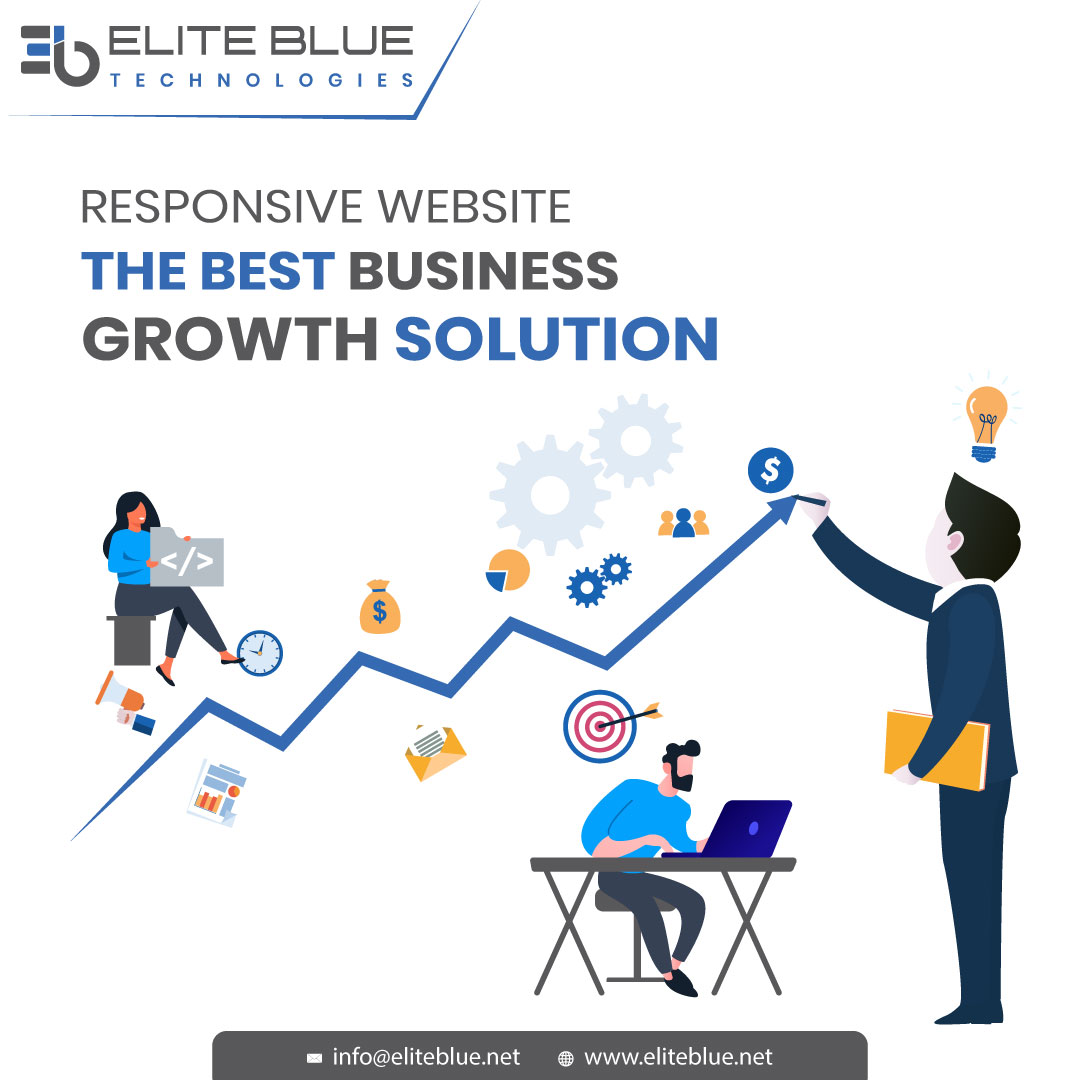 ELITE BLUE
TECHNOLOGIES
RESPONSIVE WEBSITE
THE BEST BUSINESS
GROWTH SOLUTION
$
</>
$
info@eliteblue.net www.eliteblue.net